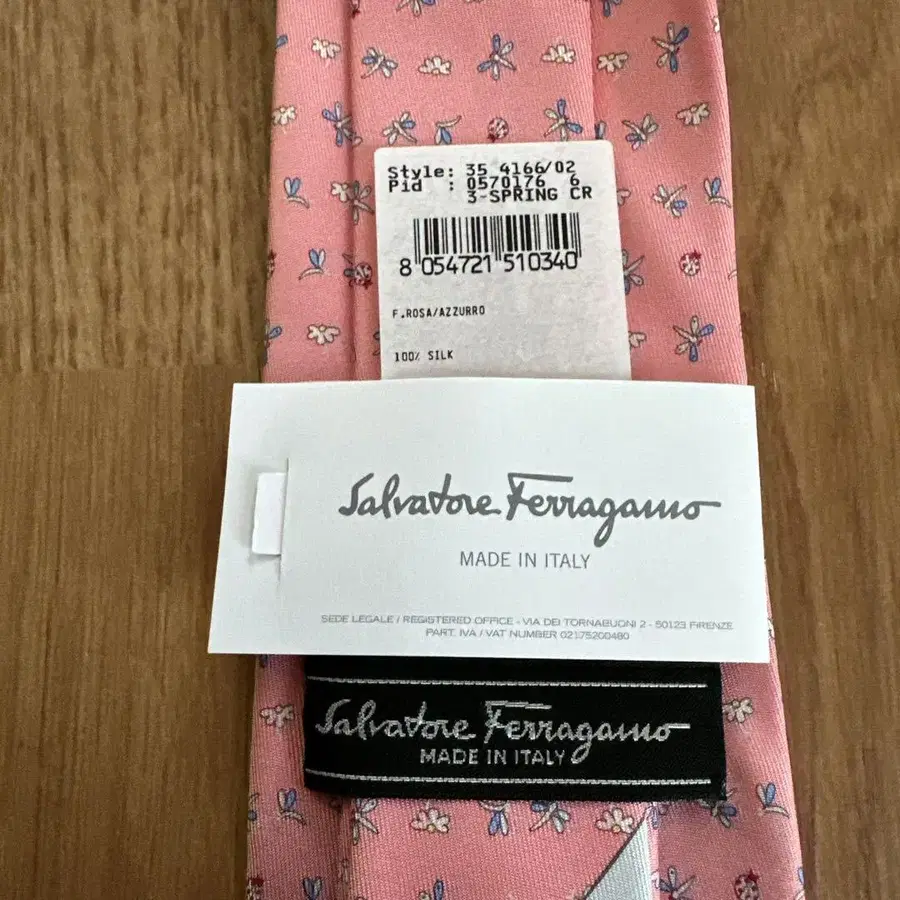 Style: 35 4166/02
Pid : 0570176 6
3-SPRING CR
8 054721 510340
F.ROSA/AZZURRO
100% SILK
Salvatore Ferragamo
MADE IN ITALY
SEDE LEGALE / REGISTERED OFFICE - VIA DEI TORNABUONI 2 - 50123 FIRENZE
PART. IVA / VAT NUMBER 02175200480
Salvatore Ferragamo
MADE IN ITALY